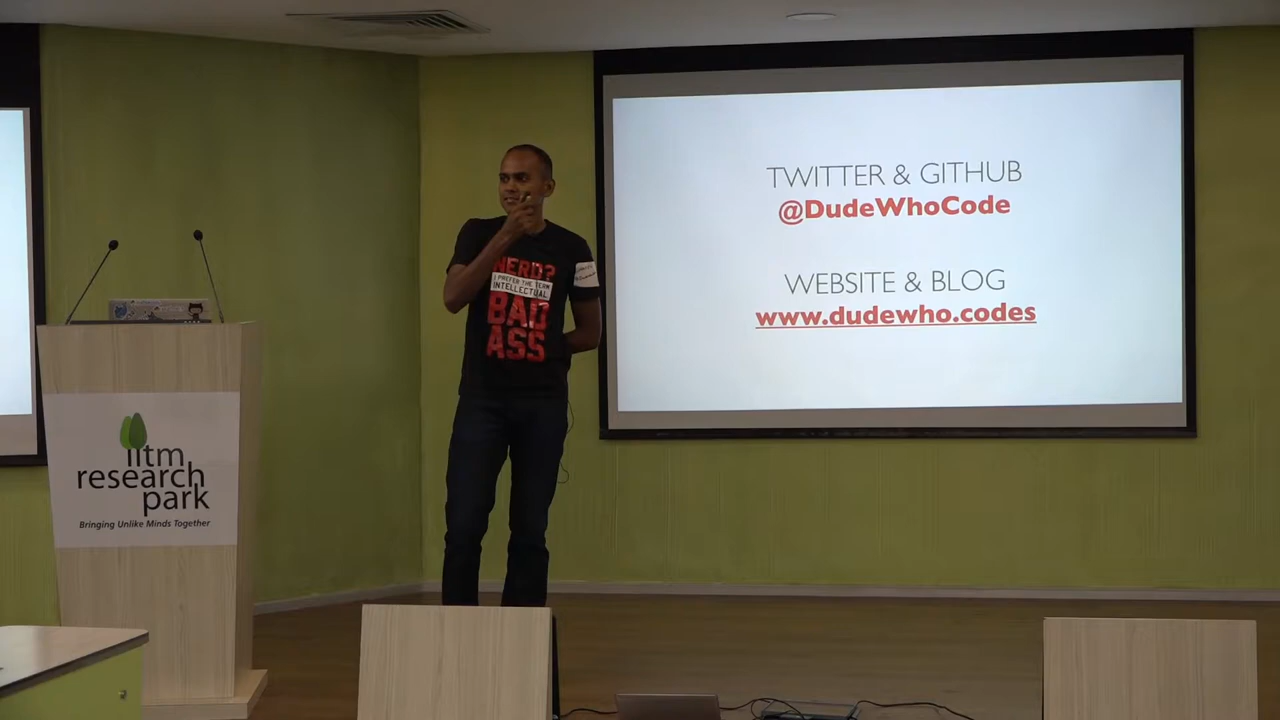 TWITTER & GITHUB
@DudeWhoCode
WEBSITE & BLOG
www.dudewho.codes
NERD?
I PREFER THE TERM
INTELLECTUAL
BAD
ASS
iitm
research
park
Bringing Unlike Minds Together